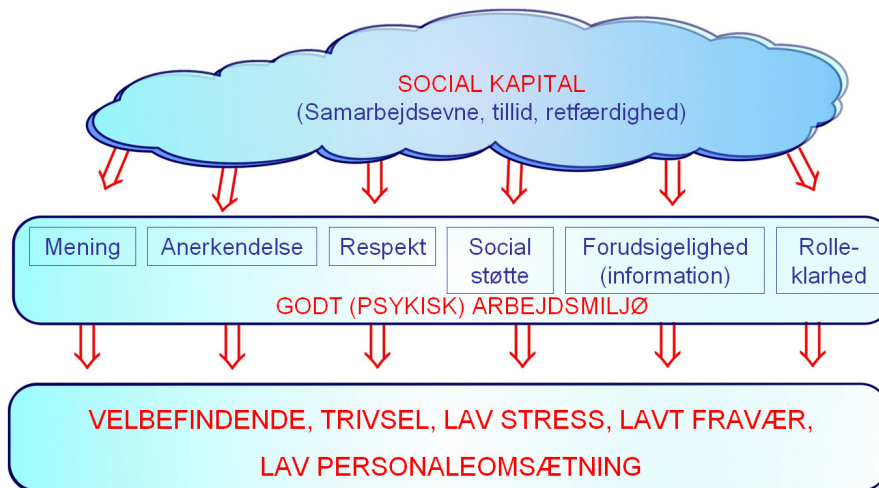 SOCIAL KAPITAL
(Samarbejdsevne, tillid, retfærdighed)
Mening
Anerkendelse
Respekt
Social
støtte
Forudsigelighed
(information)
Rolle-
klarhed
GODT (PSYKISK) ARBEJDSMILJØ
VELBEFINDENDE, TRIVSEL, LAV STRESS, LAVT FRAVÆR,
LAV PERSONALEOMSÆTNING